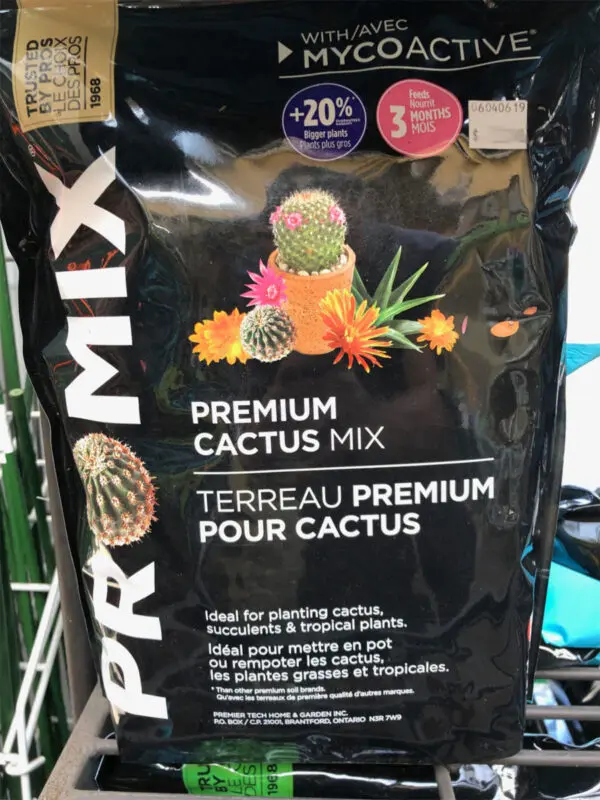 TRUSTED
BY PROS
LE CHOIX
DES PROS
1968
WITH/AVEC
MYCOACTIVE®
+20%*
Bigger plants
Plants plus gros
Feeds
Nourrit
3 MONTHS
MOIS
06040619
$
PRO MIX
PREMIUM
CACTUS MIX
TERREAU PREMIUM
POUR CACTUS
Ideal for planting cactus,
succulents & tropical plants.
Idéal pour mettre en pot
ou rempoter les cactus,
les plantes grasses et tropicales.
* Than other premium soil brands.
Qu'avec les terreaux de première qualité d'autres marques.
PREMIER TECH HOME & GARDEN INC.
P.O. BOX / C.P. 21001, BRANTFORD, ONTARIO N3R 7W9
1968